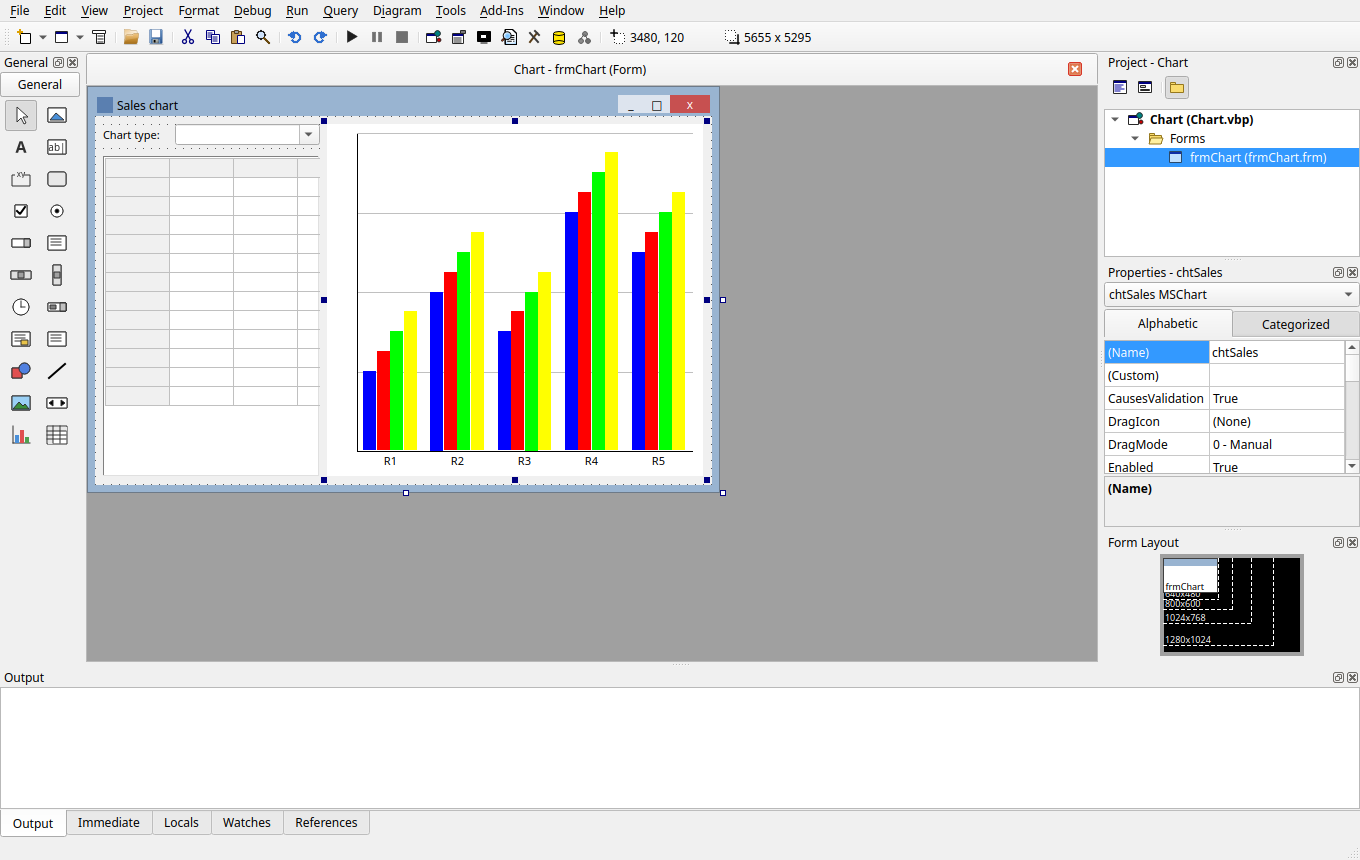 File Edit View Project Format Debug Run Query Diagram Tools Add-Ins Window Help
3480, 120 5655 x 5295
General
General
A
ab|
xy
Chart - frmChart (Form)
Sales chart
Chart type:
R1 R2 R3 R4 R5
Project - Chart
Chart (Chart.vbp)
Forms
frmChart (frmChart.frm)
Properties - chtSales
chtSales MSChart
Alphabetic Categorized
(Name) chtSales
(Custom)
CausesValidation True
DragIcon (None)
DragMode 0 - Manual
Enabled True
(Name)
Form Layout
frmChart
640x480
800x600
1024x768
1280x1024
Output
Output Immediate Locals Watches References